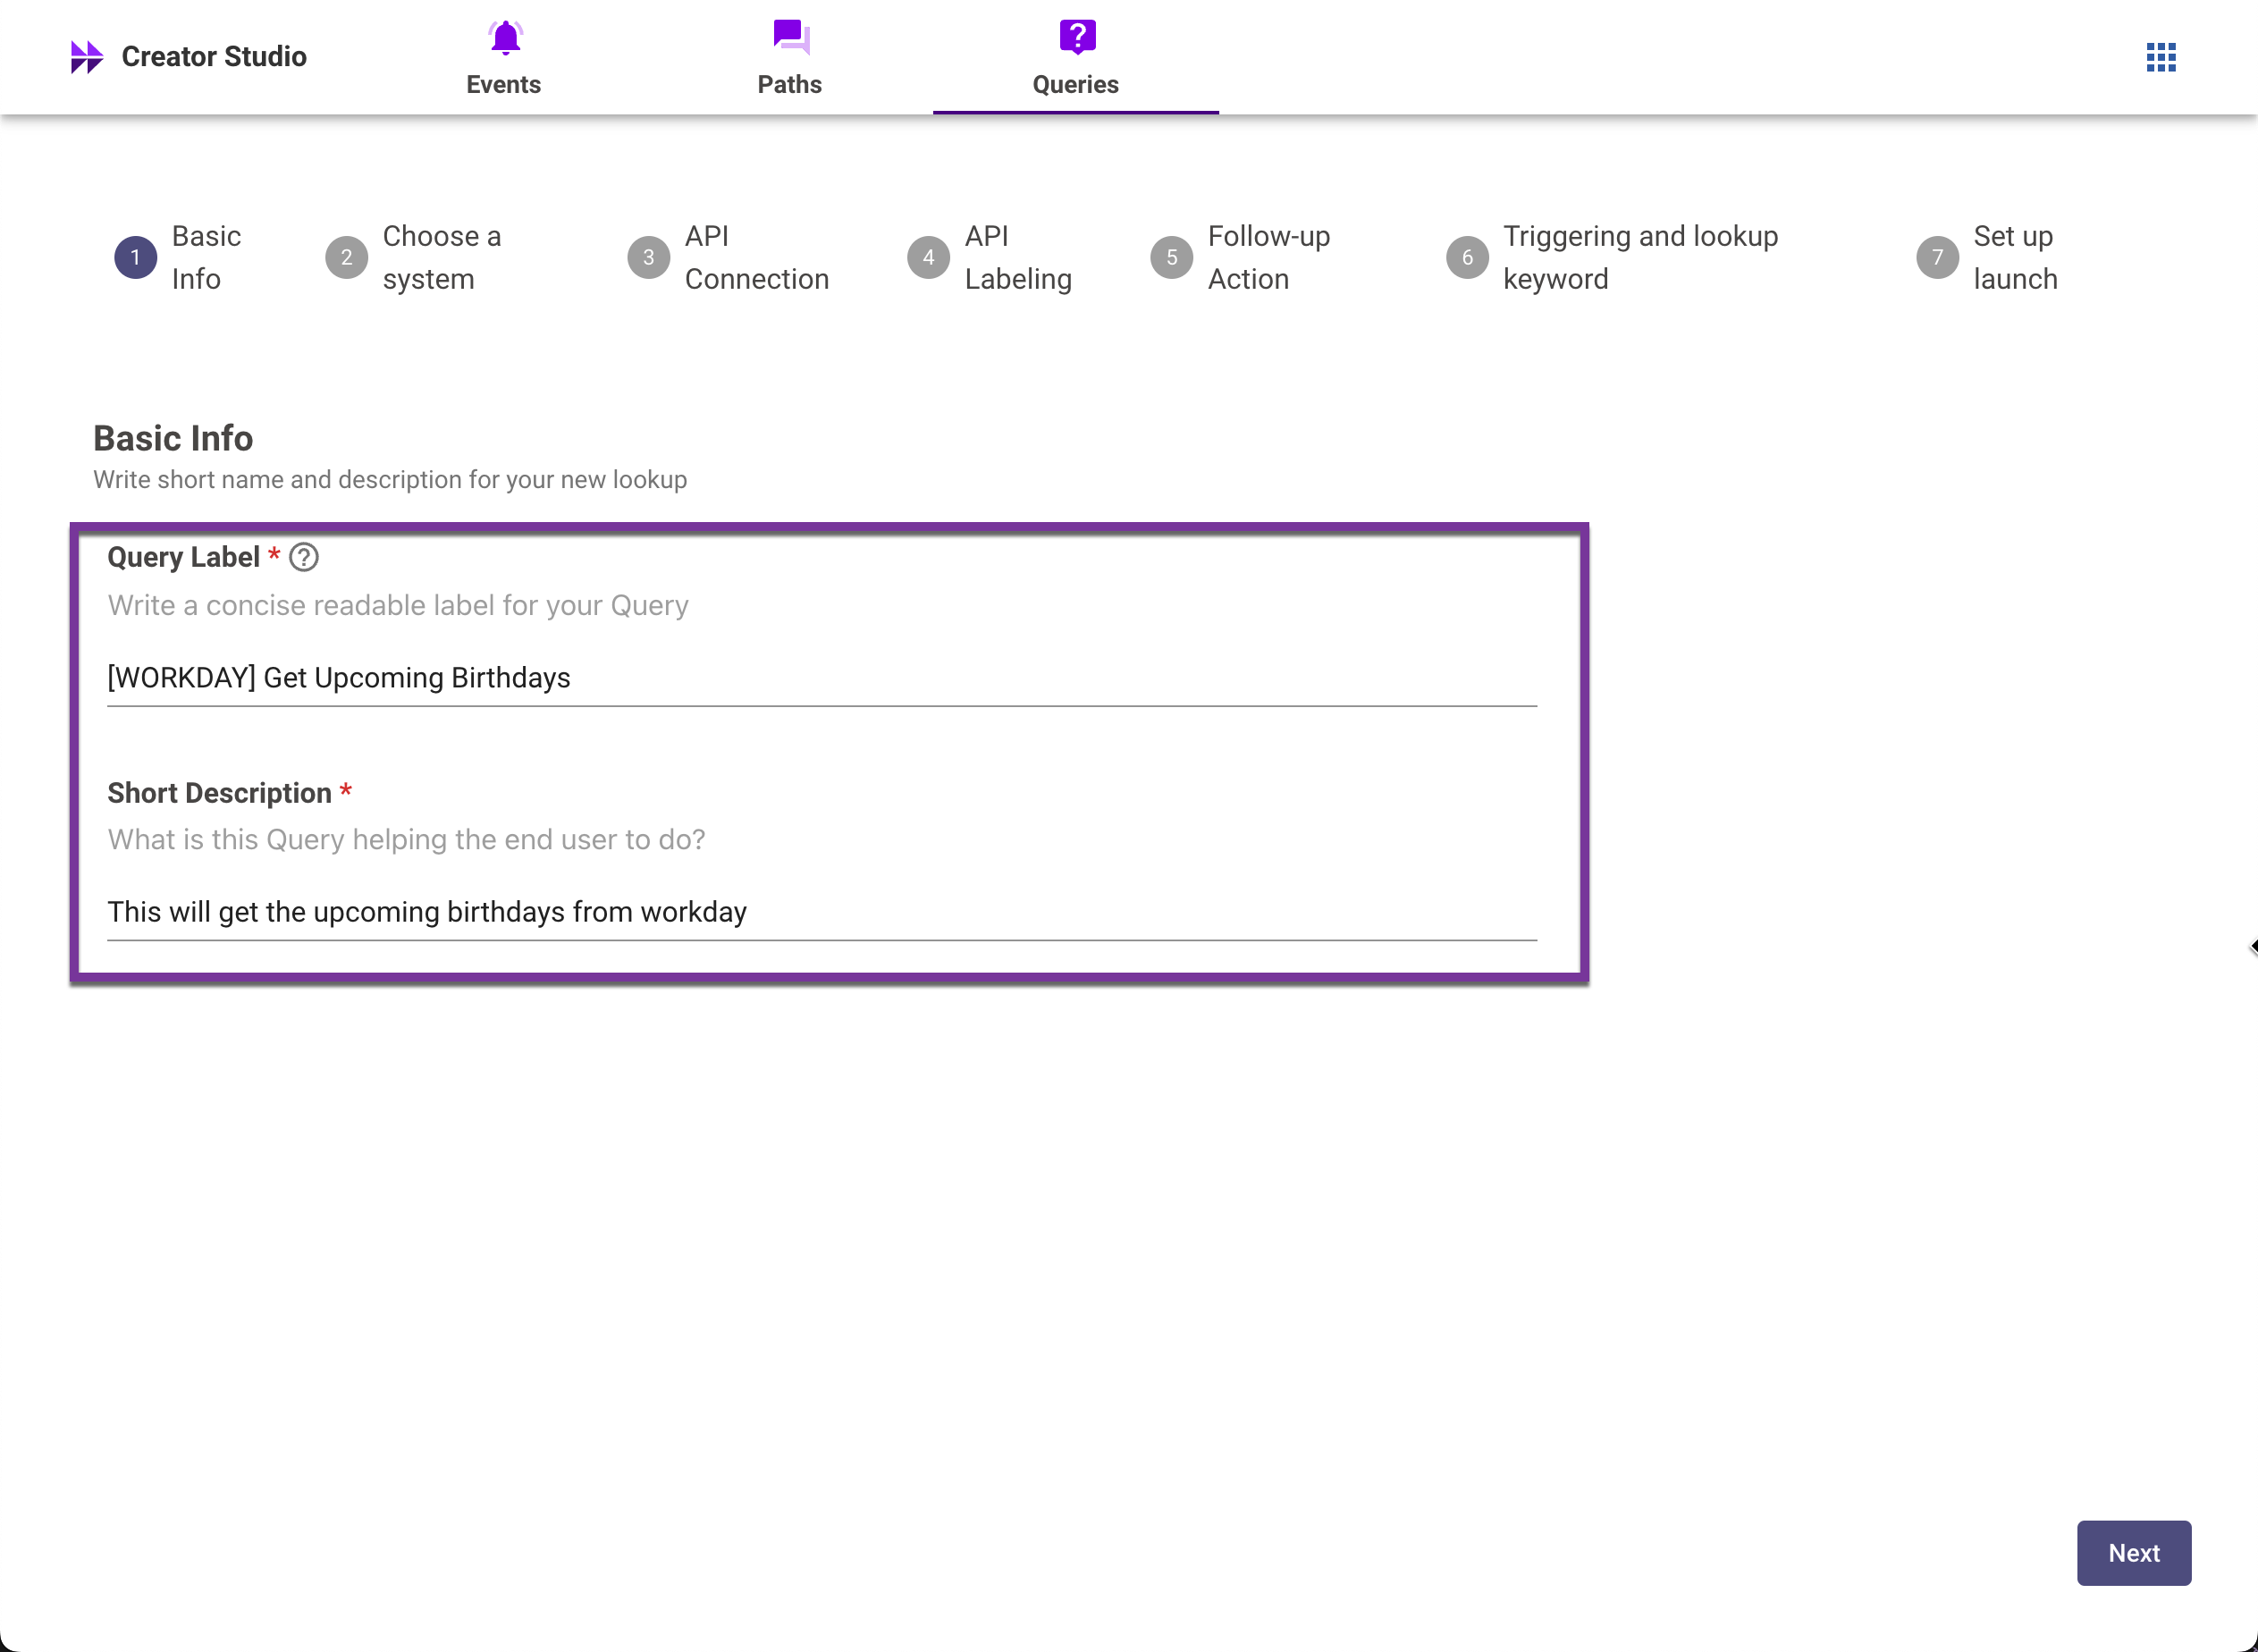 Creator Studio
Events
Paths
Queries
1
Basic
Info
2
Choose a
system
3
API
Connection
4
API
Labeling
5
Follow-up
Action
6
Triggering and lookup
keyword
7
Set up
launch
Basic Info
Write short name and description for your new lookup
Query Label *
Write a concise readable label for your Query
[WORKDAY] Get Upcoming Birthdays
Short Description *
What is this Query helping the end user to do?
This will get the upcoming birthdays from workday
Next